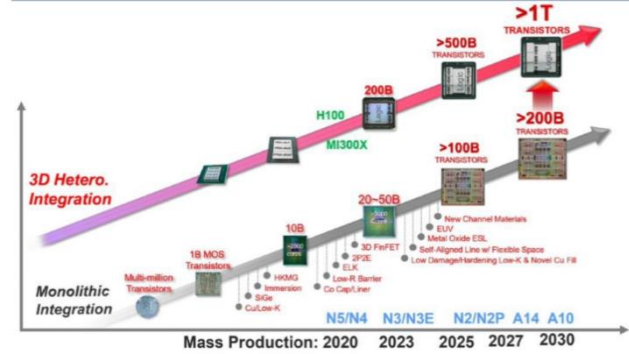 >1T
TRANSISTORS
>500B
TRANSISTORS
Logic
200B
Logic
Logic
H100
MI300X
>200B
TRANSISTORS
>100B
TRANSISTORS
3D Hetero.
Integration
20~50B
10B
1B MOS
Transistors
Multi-million
Transistors
Monolithic
Integration
New Channel Materials
EUV
Metal Oxide ESL
Self-Aligned Line w/ Flexible Space
Low Damage/Hardening Low-K & Novel Cu Fill
3D FinFET
2P2E
ELK
Low-R Barrier
Co Cap/Liner
HKMG
Immersion
SiGe
Cu/Low-K
N5/N4 N3/N3E N2/N2P A14 A10
Mass Production: 2020 2023 2025 2027 2030